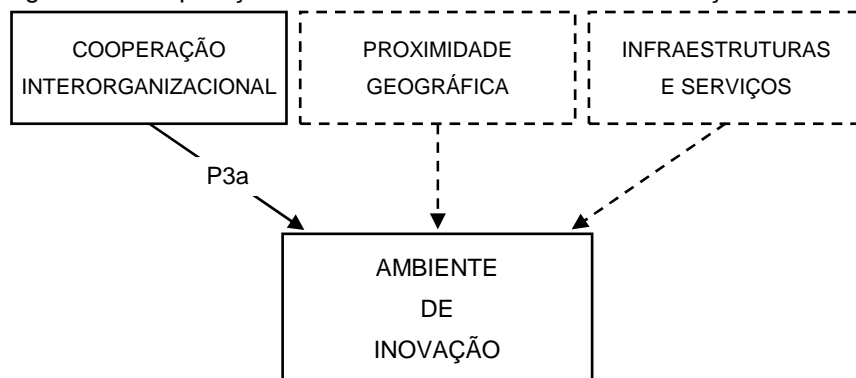 COOPERAÇÃO
INTERORGANIZACIONAL
PROXIMIDADE
GEOGRÁFICA
INFRAESTRUTURAS
E SERVIÇOS
P3a
AMBIENTE
DE
INOVAÇÃO